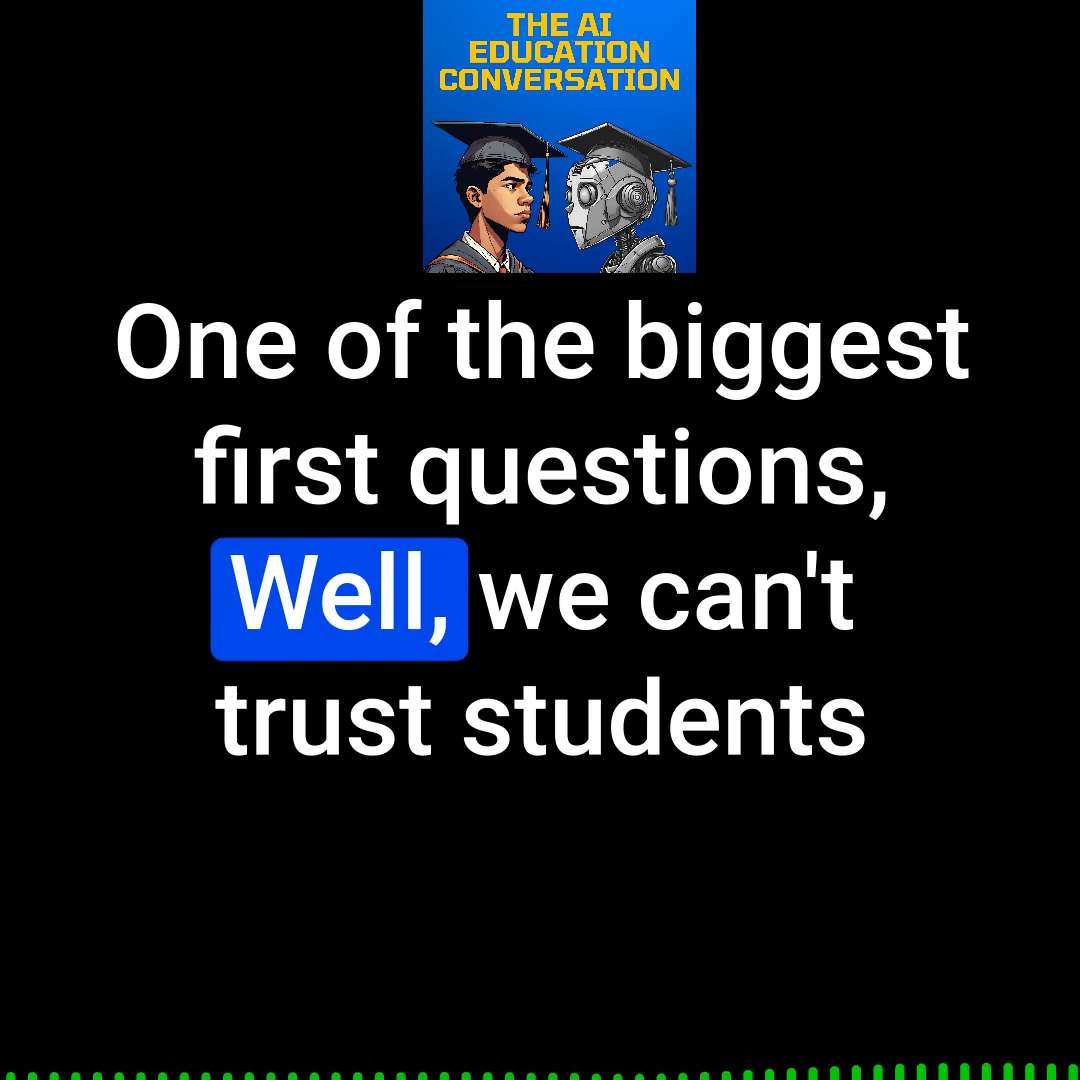 THE AI
EDUCATION
CONVERSATION
One of the biggest
first questions,
Well, we can't
trust students